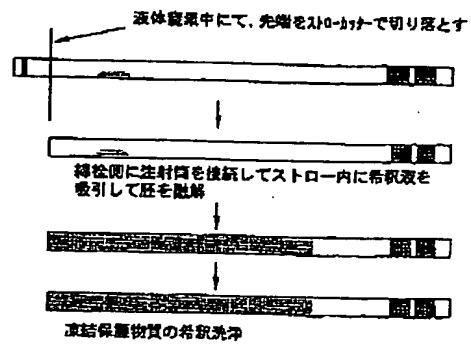 液体窒素中にて、先端をストローカッターで切り落とす
綿栓側に注射筒を接続してストロー内に希釈液を
吸引して胚を融解
凍結保護物質の希釈洗浄